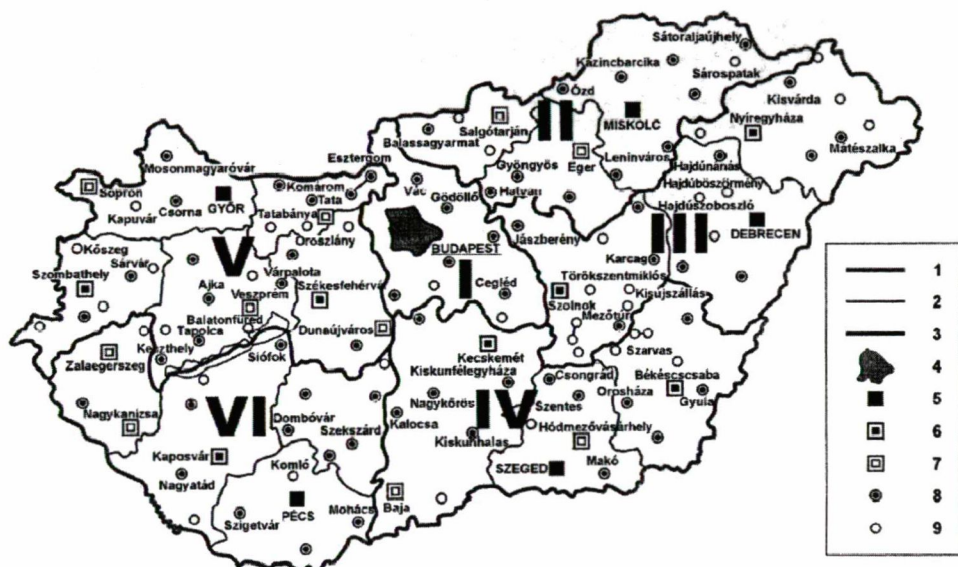 Sátoraljaújhely
Kazincbarcika
Sárospatak
Ózd
Kisvárda
II
MISKOLC
Nyíregyháza
Salgótarján
Balassagyarmat
Mátészalka
Esztergom
Gyöngyös
Eger
Leninváros
Hajdúnánás
Mosonmagyaróvár
Komárom
Vác
Hatvan
Hajdúböszörmény
Sopron
Tata
Gödöllő
Hajdúszoboszló
Kapuvár
Csorna
GYŐR
Tatabánya
Jászberény
III
DEBRECEN
Oroszlány
BUDAPEST
Kőszeg
V
Karcag
Sárvár
Várpalota
I
Szombathely
Ajka
Székesfehérvár
Cegléd
Törökszentmiklós
Veszprém
Szolnok
Kisújszállás
Balatonfüred
Dunaújváros
Mezőtúr
Tapolca
Keszthely
Siófok
Kecskemét
Szarvas
Zalaegerszeg
Kiskunfélegyháza
Csongrád
Békéscscsaba
VI
Nagykőrös
IV
Orosháza
Gyula
Nagykanizsa
Dombóvár
Kalocsa
Szentes
Szekszárd
Kiskunhalas
Hódmezővásárhely
Kaposvár
Komló
SZEGED
Makó
Nagyatád
Szigetvár
PÉCS
Mohács
Baja
1
2
3
4
5
6
7
8
9